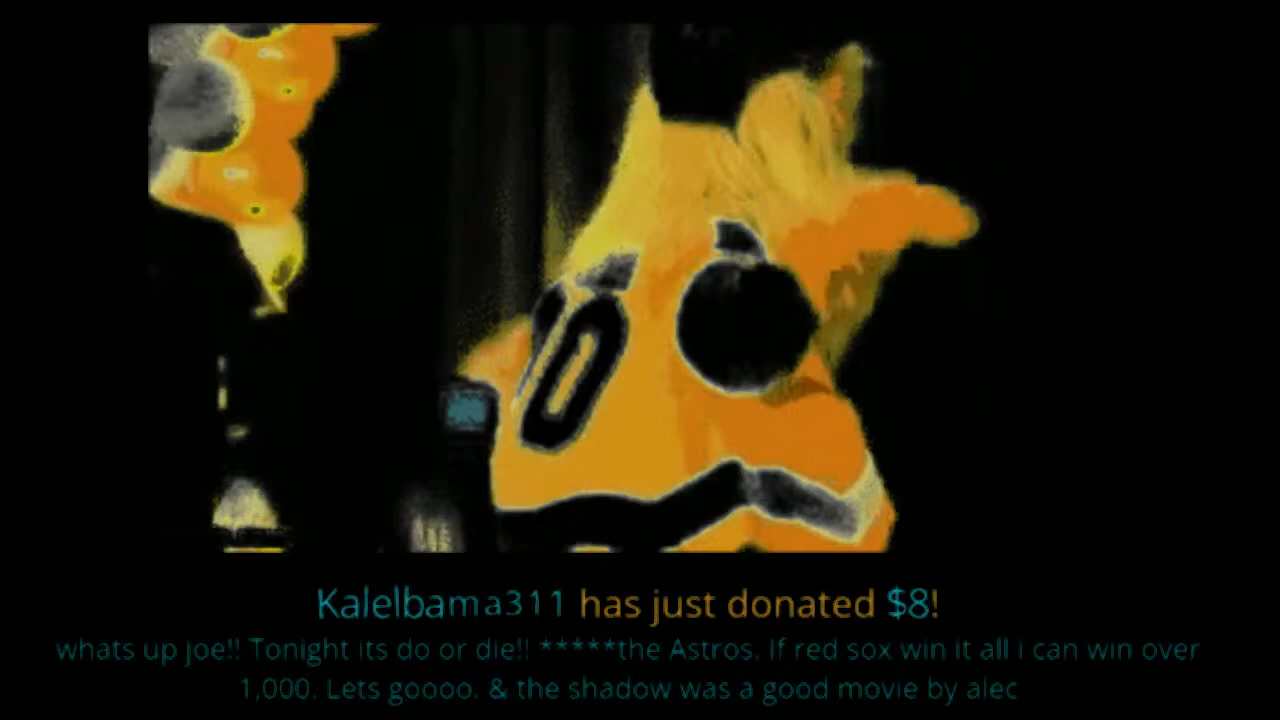 Kalelbama311 has just donated $8!
whats up joe!! Tonight its do or die!! *****the Astros. If red sox win it all i can win over
1,000. Lets goooo. & the shadow was a good movie by alec